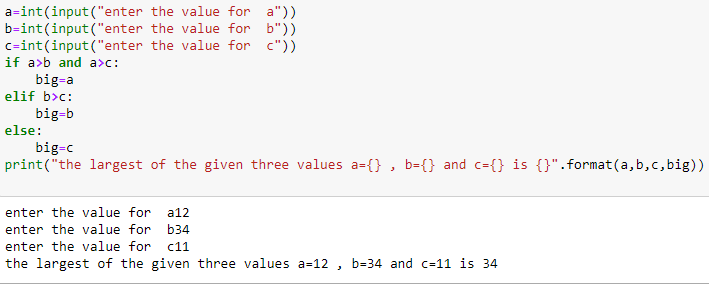 a=int(input("enter the value for  a"))
b=int(input("enter the value for  b"))
c=int(input("enter the value for  c"))
if a>b and a>c:
    big=a
elif b>c:
    big=b
else:
    big=c
print("the largest of the given three values a={} , b={} and c={} is {}".format(a,b,c,big))
enter the value for  a12
enter the value for  b34
enter the value for  c11
the largest of the given three values a=12 , b=34 and c=11 is 34